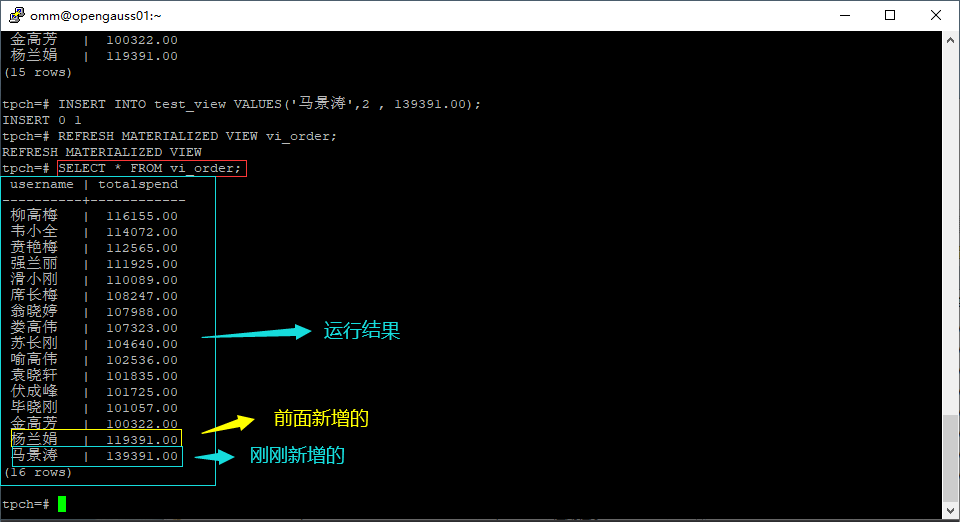 omm@opengauss01:~
金高芳 | 100322.00
杨兰娟 | 119391.00
(15 rows)
tpch=# INSERT INTO test_view VALUES('马景涛',2 , 139391.00);
INSERT 0 1
tpch=# REFRESH MATERIALIZED VIEW vi_order;
REFRESH MATERIALIZED VIEW
tpch=# SELECT * FROM vi_order;
username | totalspend
----------+------------
柳高梅 | 116155.00
韦小全 | 114072.00
贲艳梅 | 112565.00
强兰丽 | 111925.00
滑小刚 | 110089.00
席长梅 | 108247.00
翁晓婷 | 107988.00
娄高伟 | 107323.00
苏长刚 | 104640.00
喻高伟 | 102536.00
袁晓轩 | 101835.00
伏成峰 | 101725.00
毕晓刚 | 101057.00
金高芳 | 100322.00
杨兰娟 | 119391.00
马景涛 | 139391.00
(16 rows)
tpch=#
运行结果
前面新增的
刚刚新增的